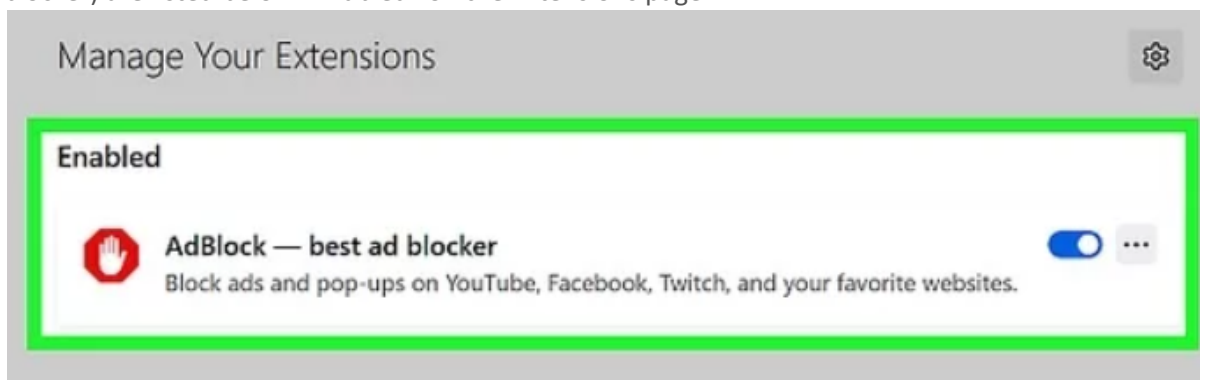 Manage Your Extensions
Enabled
AdBlock — best ad blocker
Block ads and pop-ups on YouTube, Facebook, Twitch, and your favorite websites.